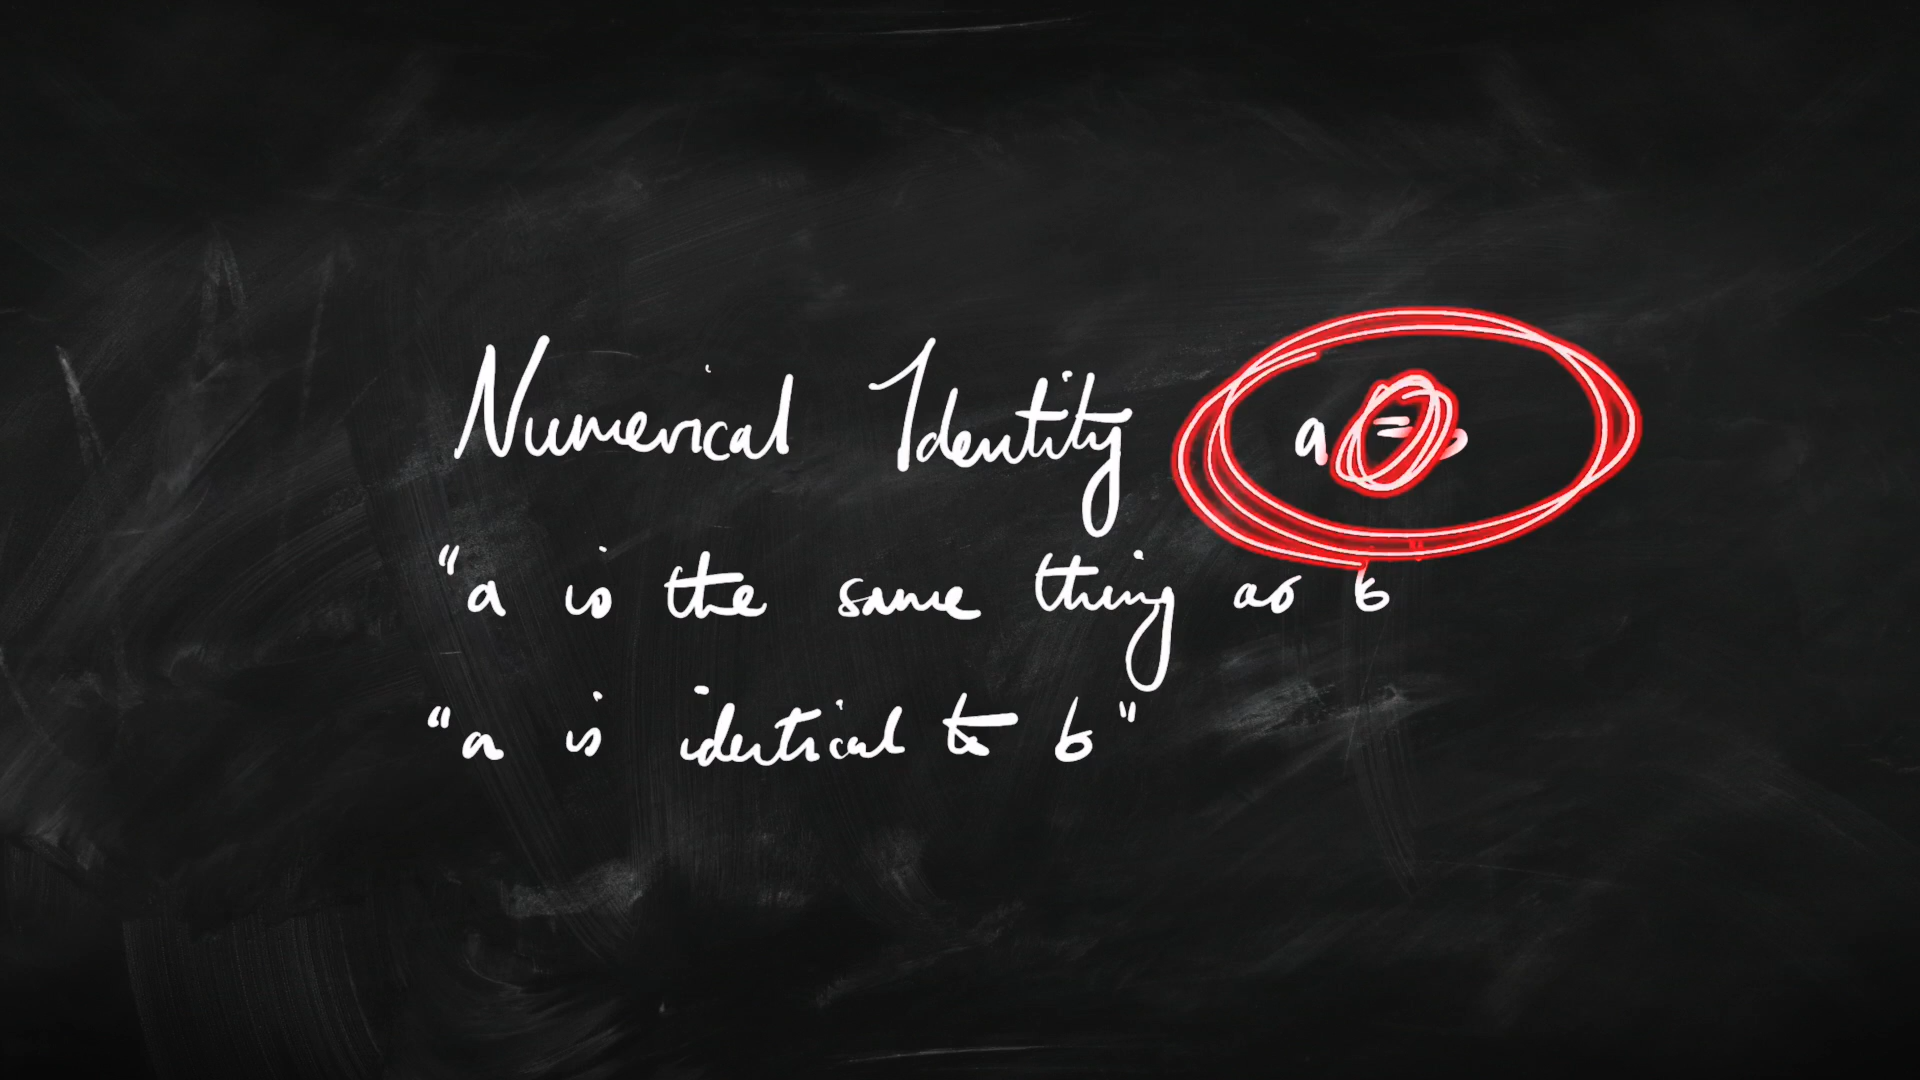 Numerical Identity a = b
"a is the same thing as b"
"a is identical to b"